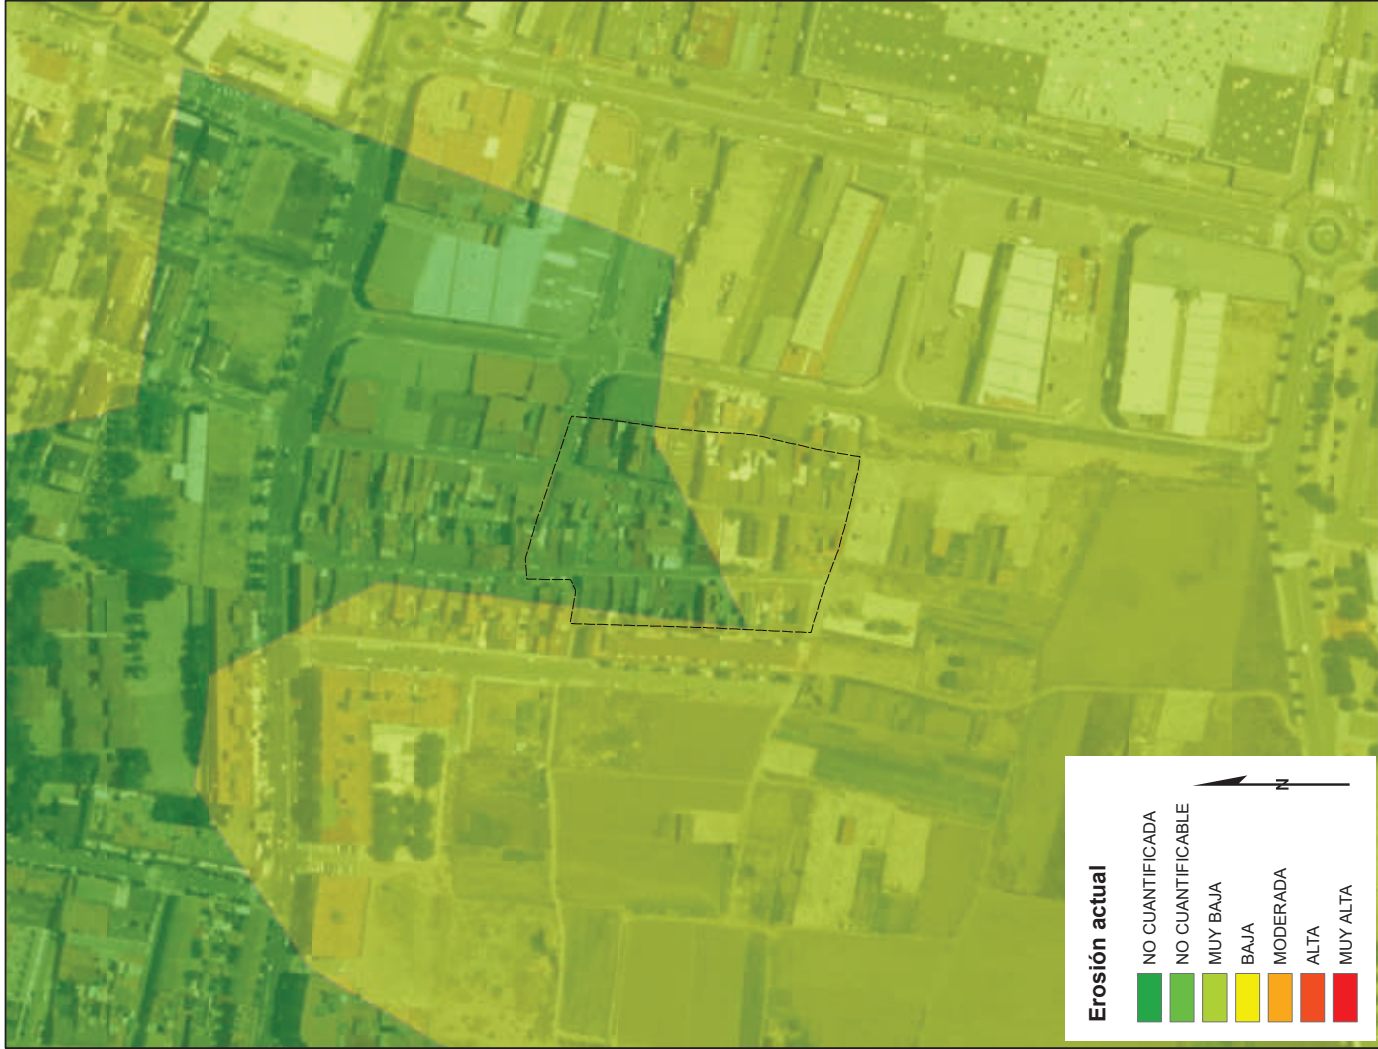 Erosión actual
NO CUANTIFICADA
NO CUANTIFICABLE
MUY BAJA
BAJA
MODERADA
ALTA
MUY ALTA
N